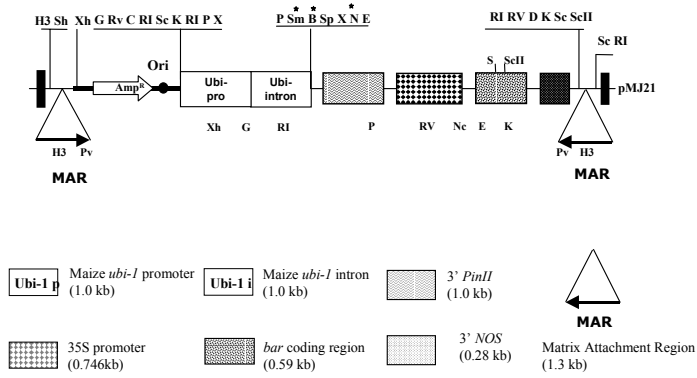 * * *
P Sm B Sp X N E
H3 Sh Xh G Rv C RI Sc K RI P X
RI RV D K Sc ScII
Sc RI
Ori
S ScII
AmpR
Ubi-pro
Ubi-intron
pMJ21
Xh G RI P RV Nc E K
H3 Pv
MAR
Pv H3
MAR
Ubi-1 p
Maize ubi-1 promoter
(1.0 kb)
Ubi-1 i
Maize ubi-1 intron
(1.0 kb)
3' PinII
(1.0 kb)
MAR
35S promoter
(0.746kb)
bar coding region
(0.59 kb)
3' NOS
(0.28 kb)
Matrix Attachment Region
(1.3 kb)